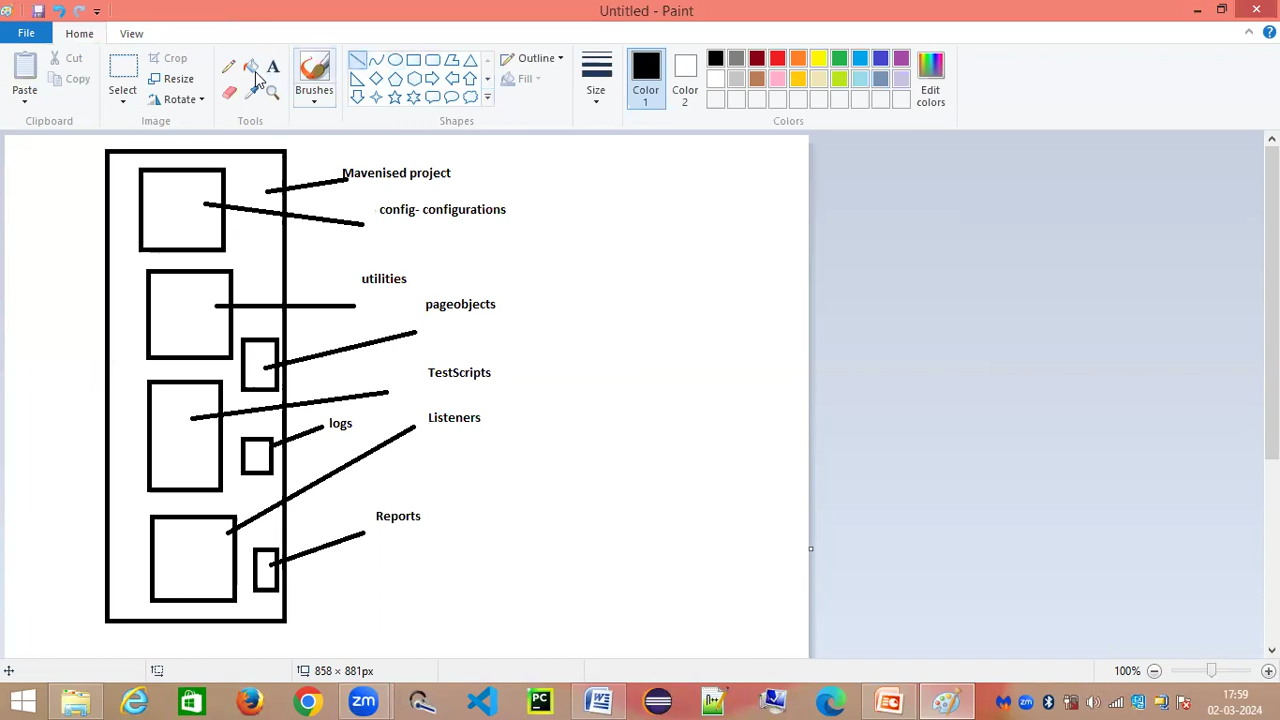 Untitled - Paint
File
Home
View
Paste
Cut
Copy
Clipboard
Select
Crop
Resize
Rotate
Image
A
Tools
Brushes
Shapes
Outline
Fill
Size
Color
1
Color
2
Edit
colors
Colors
Mavenised project
config- configurations
utilities
pageobjects
TestScripts
logs
Listeners
Reports
858 × 881px
100%
zm
PC
17:59
02-03-2024